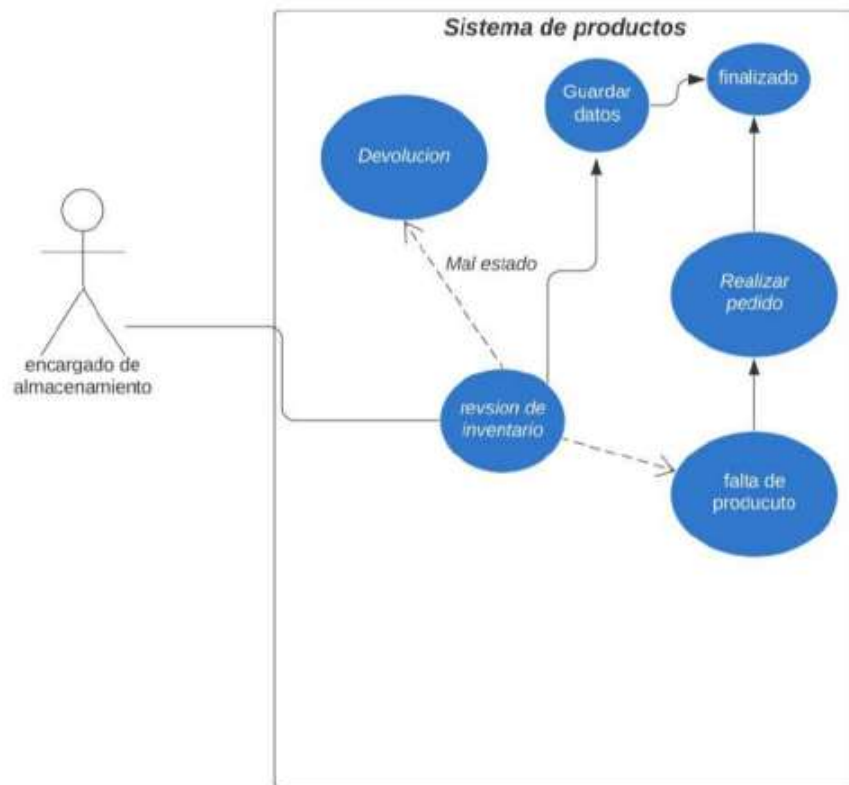 Sistema de productos
Guardar
datos
finalizado
Devolucion
Mal estado
Realizar
pedido
encargado de
almacenamiento
revsion de
inventario
falta de
producuto